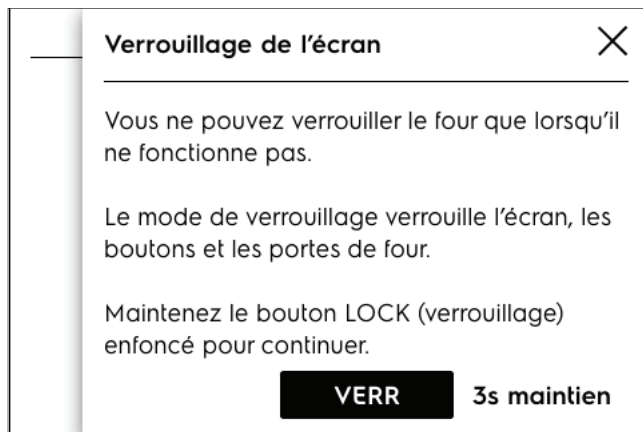 Verrouillage de l'écran
Vous ne pouvez verrouiller le four que lorsqu'il
ne fonctionne pas.
Le mode de verrouillage verrouille l'écran, les
boutons et les portes de four.
Maintenez le bouton LOCK (verrouillage)
enfoncé pour continuer.
VERR 3s maintien